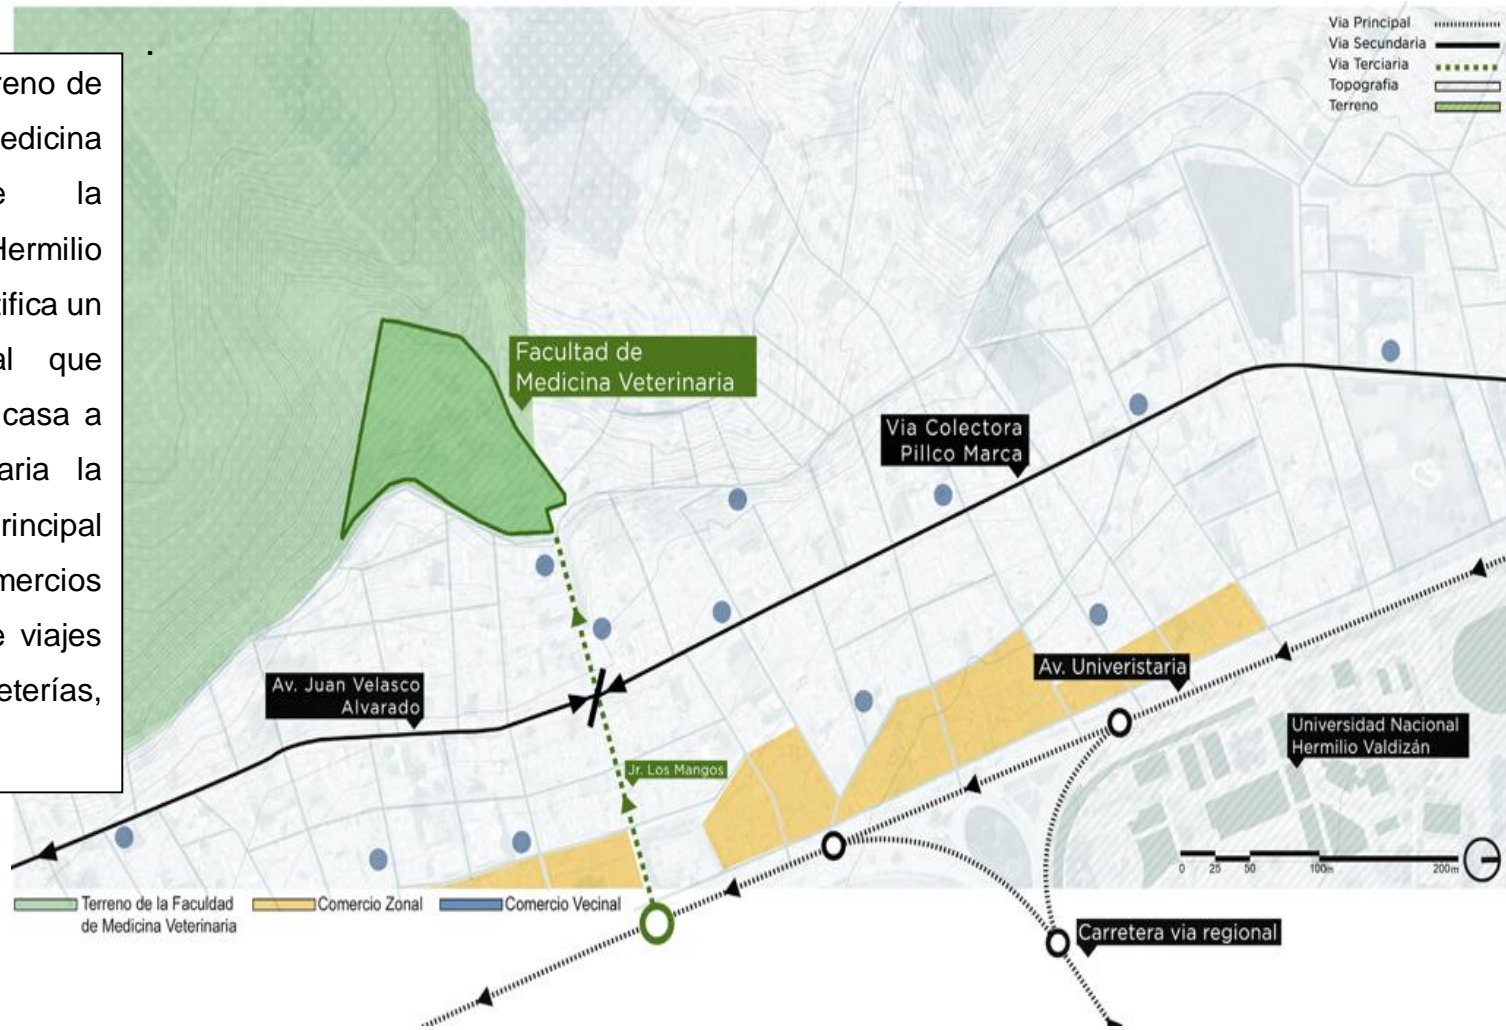 reno de
edicina
e la
Hermilio
tifica un
al que
casa a
aria la
rincipal
mercios
e viajes
eterías,
Via Principal
Via Secundaria
Via Terciaria
Topografia
Terreno
Facultad de
Medicina Veterinaria
Via Colectora
Pillco Marca
Av. Juan Velasco
Alvarado
Av. Univeristaria
Universidad Nacional
Hermilio Valdizán
Jr. Los Mangos
0 25 50 100m 200m
Carretera via regional
Terreno de la Faculdad
de Medicina Veterinaria
Comercio Zonal
Comercio Vecinal